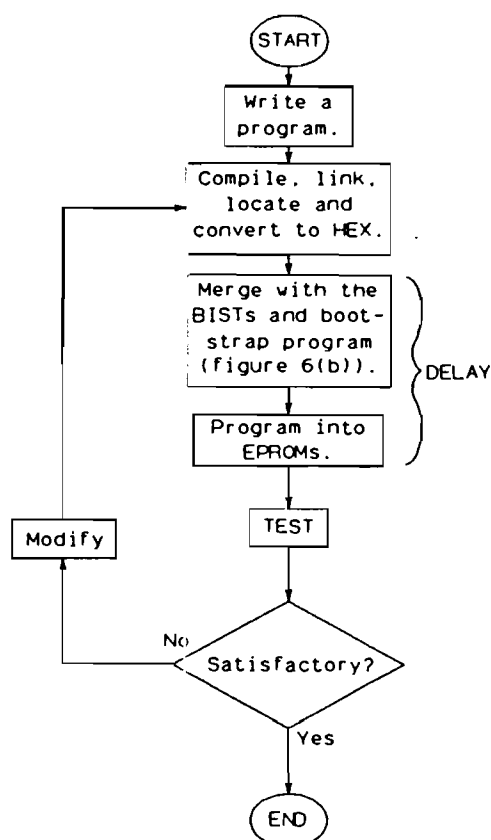 START
Write a
program.
Compile, link,
locate and
convert to HEX.
Merge with the
BISTs and boot-
strap program
(figure 6(b)).
DELAY
Program into
EPROMs.
TEST
Modify
No
Satisfactory?
Yes
END